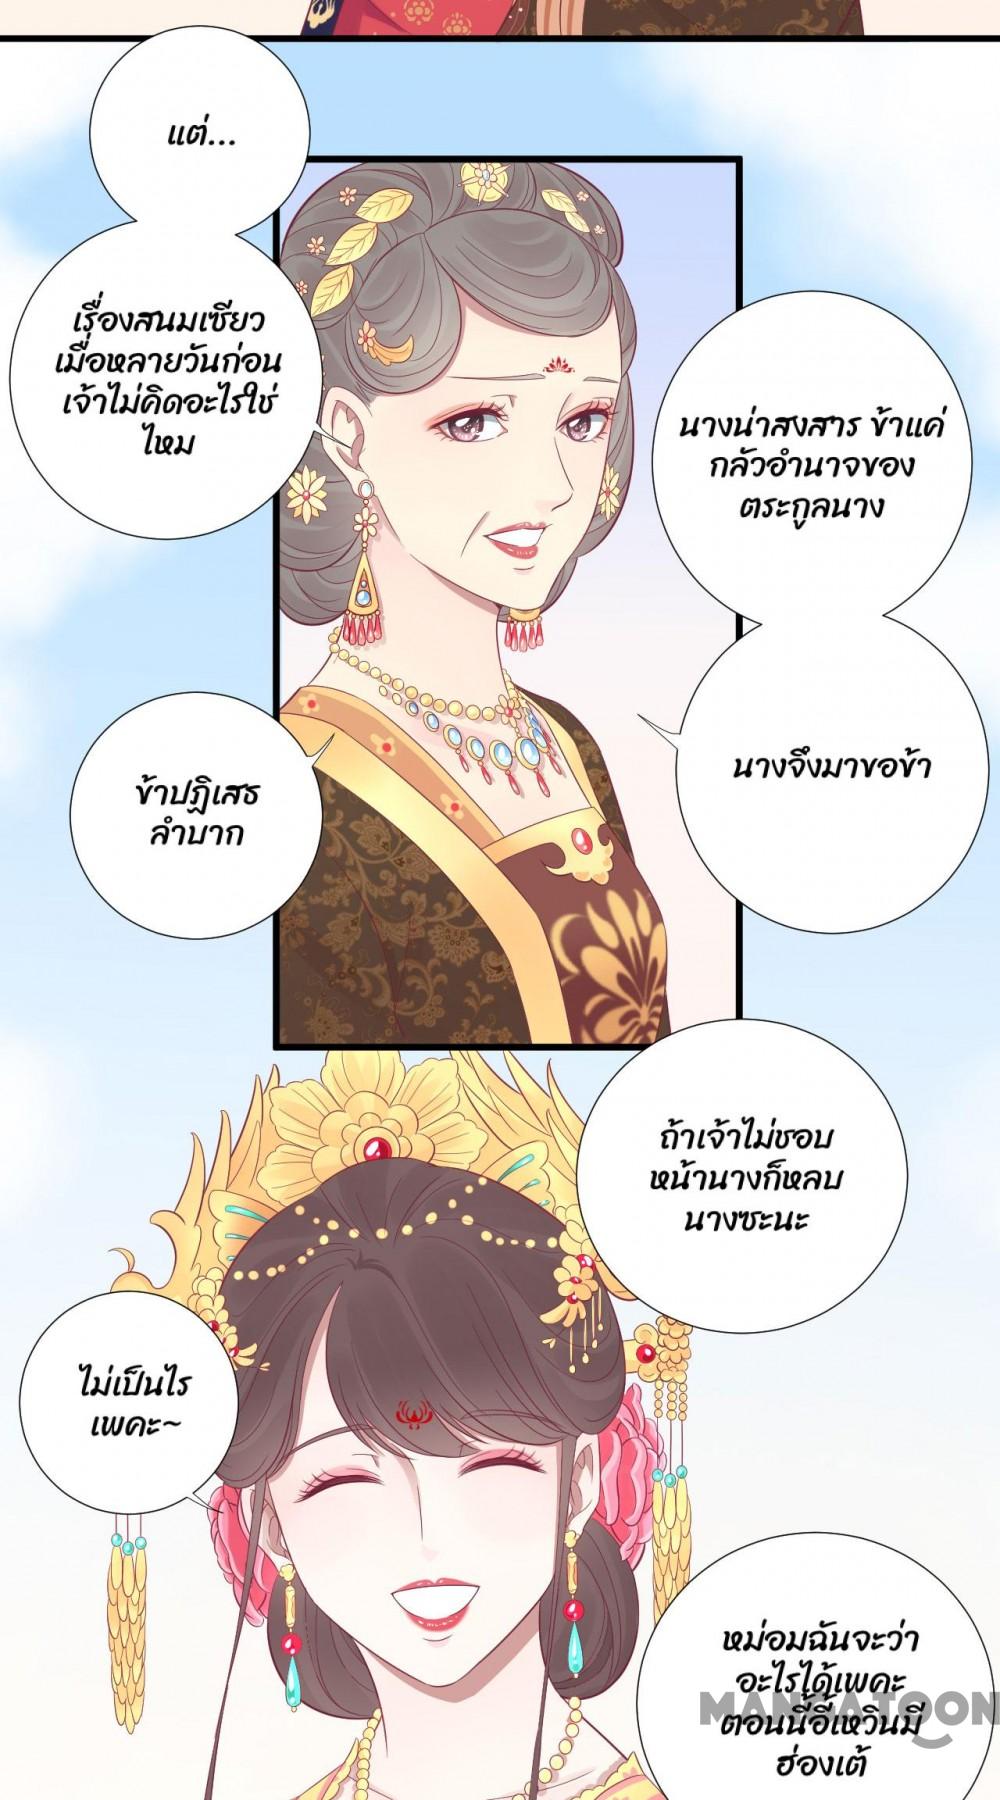 แต่...
เรื่องสนมเซียว
เมื่อหลายวันก่อน
เจ้าไม่คิดอะไรใช่
ไหม
นางน่าสงสาร ข้าแค่
กลัวอำนาจของ
ตระกูลนาง
นางจึงมาขอข้า
ข้าปฏิเสธ
ลำบาก
ถ้าเจ้าไม่ชอบ
หน้านางก็หลบ
นางซะนะ
ไม่เป็นไร
เพคะ~
หม่อมฉันจะว่า
อะไรได้เพคะ
ตอนนี้อี้เหวินมี
ฮ่องเต้
MANGATOON